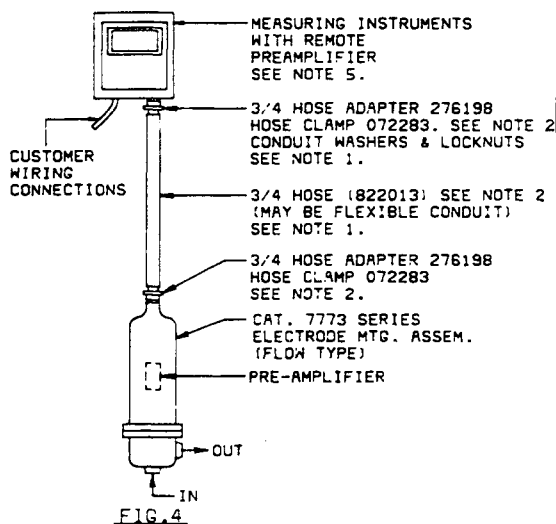 MEASURING INSTRUMENTS
WITH REMOTE
PREAMPLIFIER
SEE NOTE 5.
3/4 HOSE ADAPTER 276198
HOSE CLAMP 072283. SEE NOTE 2
CONDUIT WASHERS & LOCKNUTS
SEE NOTE 1.
CUSTOMER
WIRING
CONNECTIONS
3/4 HOSE (822013) SEE NOTE 2
(MAY BE FLEXIBLE CONDUIT)
SEE NOTE 1.
3/4 HOSE ADAPTER 276198
HOSE CLAMP 072283
SEE NOTE 2.
CAT. 7773 SERIES
ELECTRODE MTG. ASSEM.
(FLOW TYPE)
PRE-AMPLIFIER
OUT
IN
FIG.4